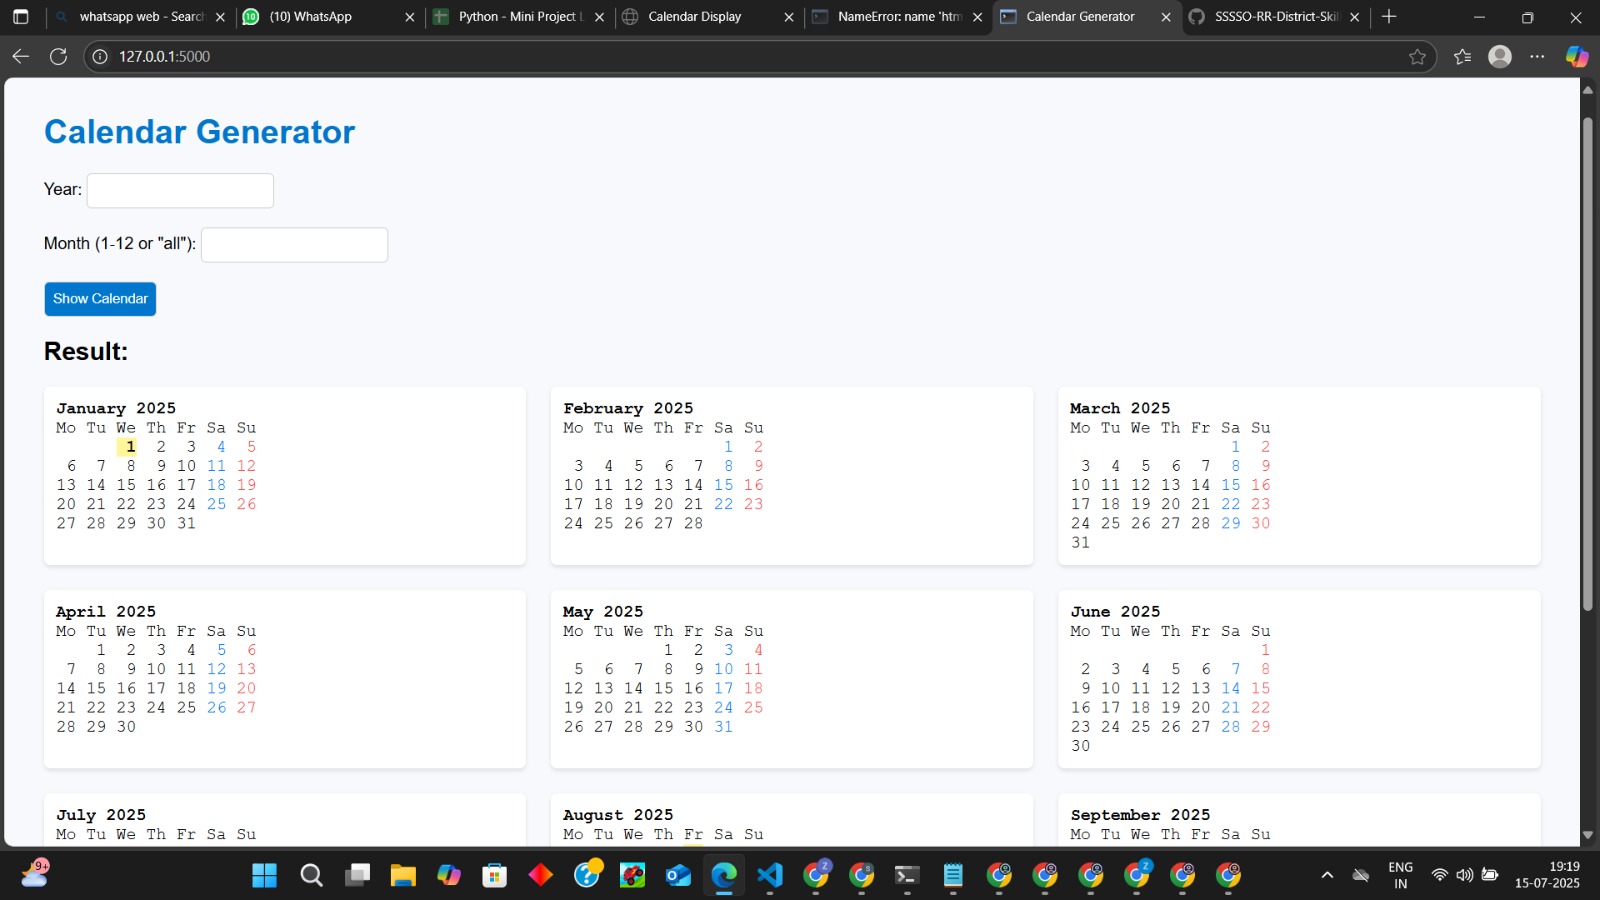 whatsapp web - Search
(10) WhatsApp
Python - Mini Project L
Calendar Display
NameError: name 'htm
Calendar Generator
SSSSO-RR-District-Skil
127.0.0.1:5000
Calendar Generator
Year:
Month (1-12 or "all"):
Show Calendar
Result:
January 2025
Mo Tu We Th Fr Sa Su
1 2 3 4 5
6 7 8 9 10 11 12
13 14 15 16 17 18 19
20 21 22 23 24 25 26
27 28 29 30 31
February 2025
Mo Tu We Th Fr Sa Su
1 2
3 4 5 6 7 8 9
10 11 12 13 14 15 16
17 18 19 20 21 22 23
24 25 26 27 28
March 2025
Mo Tu We Th Fr Sa Su
1 2
3 4 5 6 7 8 9
10 11 12 13 14 15 16
17 18 19 20 21 22 23
24 25 26 27 28 29 30
31
April 2025
Mo Tu We Th Fr Sa Su
1 2 3 4 5 6
7 8 9 10 11 12 13
14 15 16 17 18 19 20
21 22 23 24 25 26 27
28 29 30
May 2025
Mo Tu We Th Fr Sa Su
1 2 3 4
5 6 7 8 9 10 11
12 13 14 15 16 17 18
19 20 21 22 23 24 25
26 27 28 29 30 31
June 2025
Mo Tu We Th Fr Sa Su
1
2 3 4 5 6 7 8
9 10 11 12 13 14 15
16 17 18 19 20 21 22
23 24 25 26 27 28 29
30
July 2025
Mo Tu We Th Fr Sa Su
August 2025
Mo Tu We Th Fr Sa Su
September 2025
Mo Tu We Th Fr Sa Su
9+
ENG
IN
19:19
15-07-2025